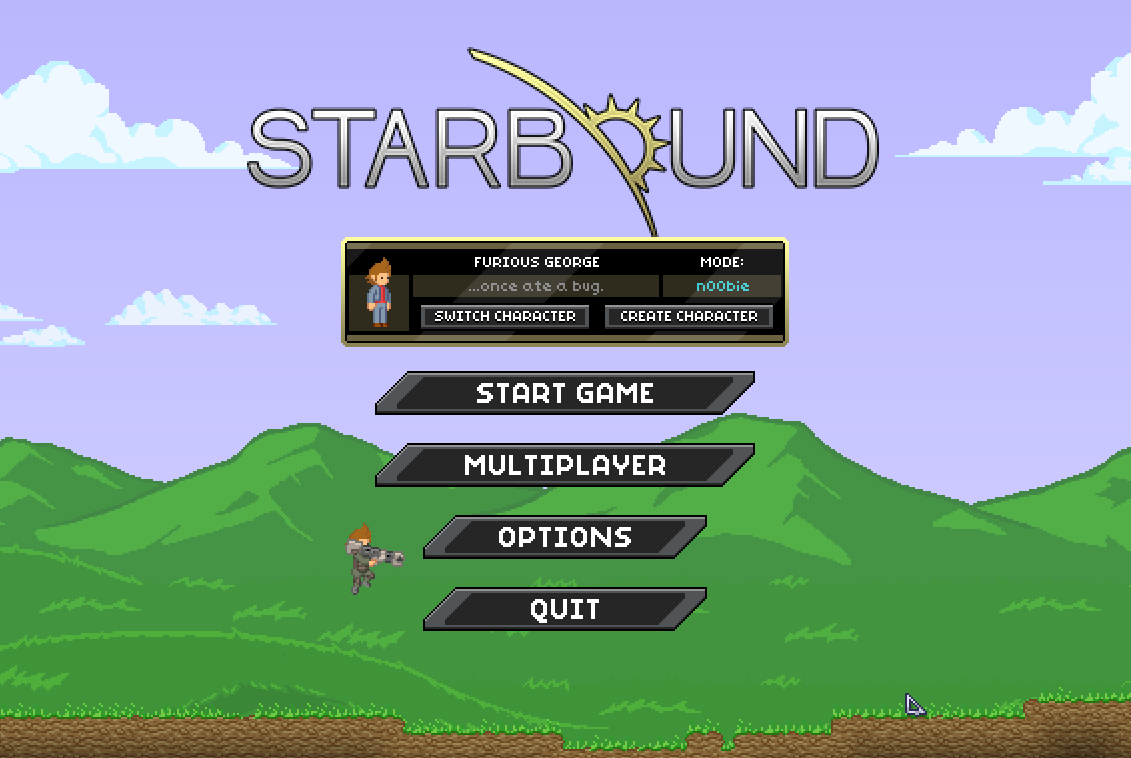 STARBOUND
FURIOUS GEORGE
MODE:
...once ate a bug.
n00bie
SWITCH CHARACTER
CREATE CHARACTER
START GAME
MULTIPLAYER
OPTIONS
QUIT